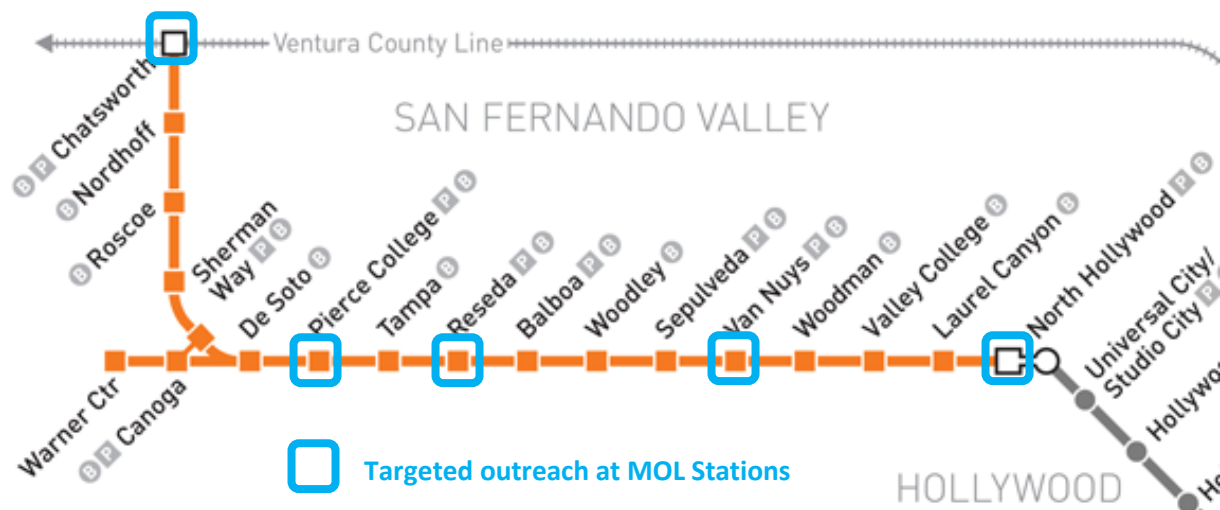 Ventura County Line
SAN FERNANDO VALLEY
B P Chatsworth
B Nordhoff
B Roscoe
Sherman
Way P B
De Soto B
Pierce College P B
Tampa B
Reseda P B
Balboa P B
Woodley B
Sepulveda P B
Van Nuys P B
Woodman B
Valley College B
Laurel Canyon B
North Hollywood P B
Universal City/
Studio City P
Warner Ctr
B P Canoga
Targeted outreach at MOL Stations
HOLLYWOOD